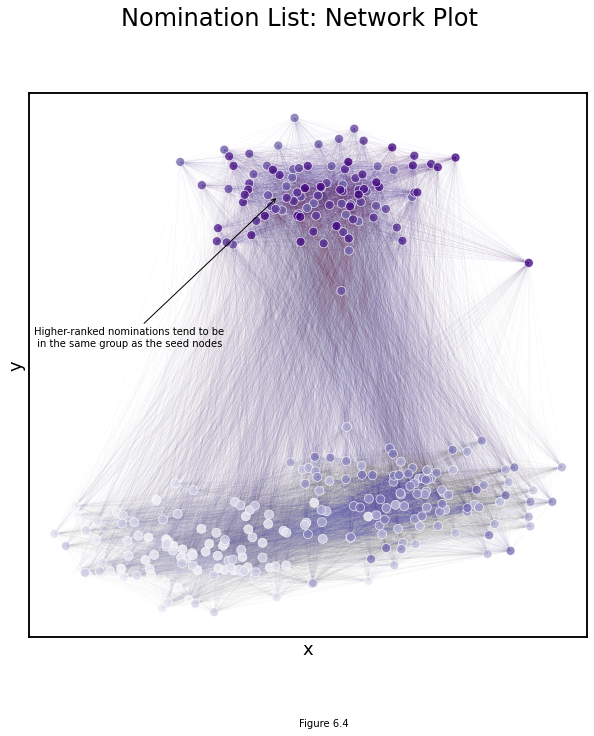 Nomination List: Network Plot
Higher-ranked nominations tend to be
in the same group as the seed nodes
y
x
Figure 6.4